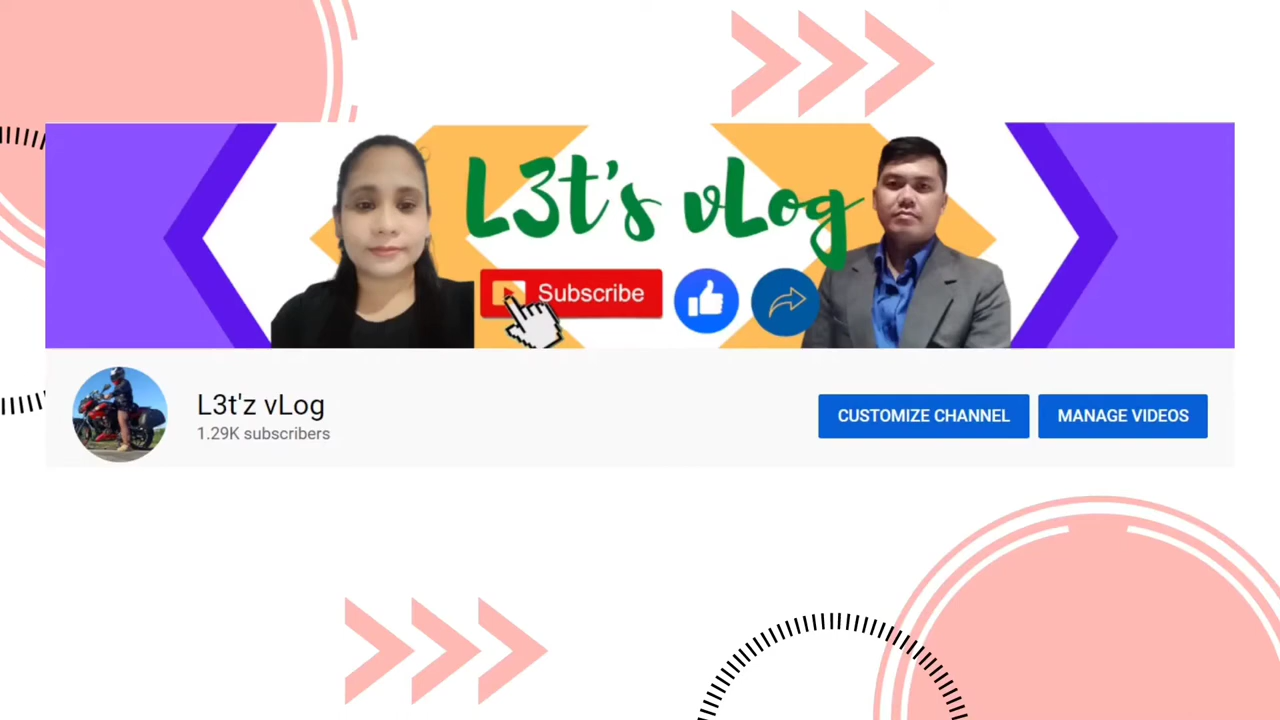 L3t's vLog
Subscribe
L3t'z vLog
1.29K subscribers
CUSTOMIZE CHANNEL
MANAGE VIDEOS